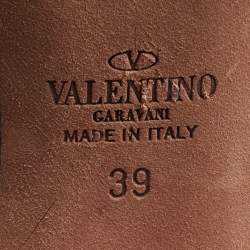 VALENTINO
GARAVANI
MADE IN ITALY
39